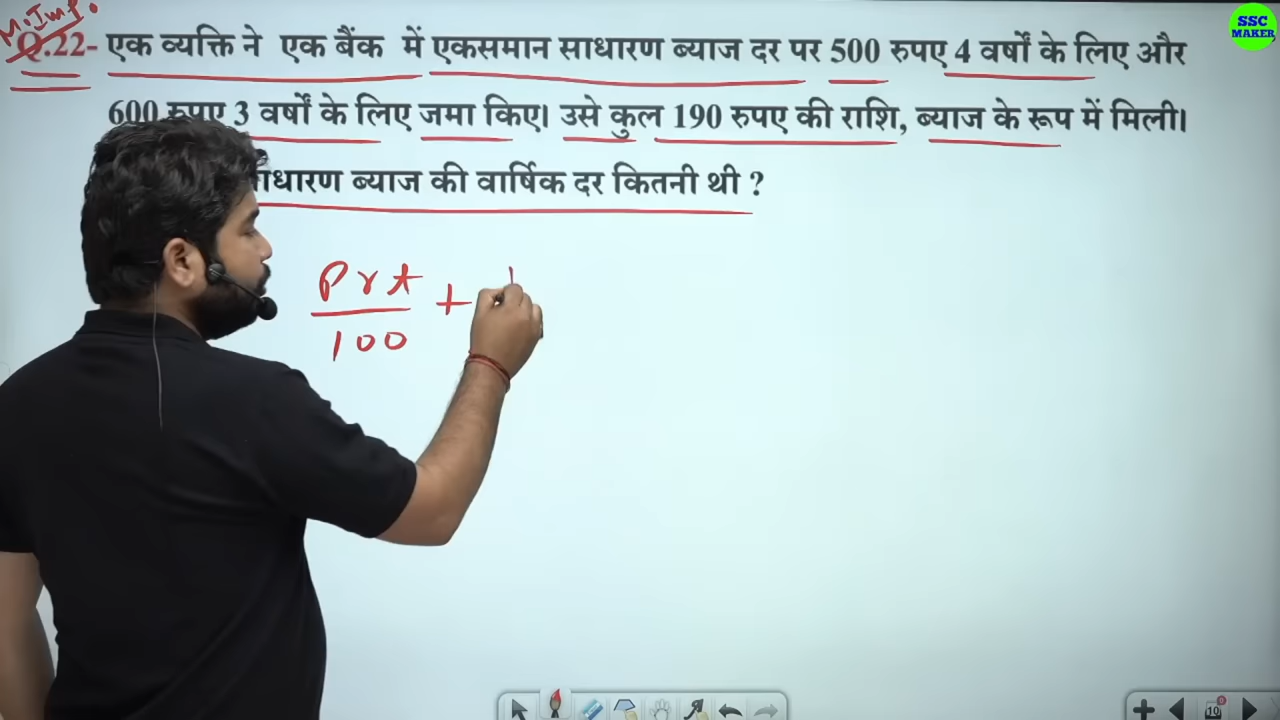 M. Imp.
Q.22- एक व्यक्ति ने एक बैंक में एकसमान साधारण ब्याज दर पर 500 रुपए 4 वर्षों के लिए और
600 रुपए 3 वर्षों के लिए जमा किए। उसे कुल 190 रुपए की राशि, ब्याज के रूप में मिली।
साधारण ब्याज की वार्षिक दर कितनी थी ?
P r t +
100
SSC
MAKER
19